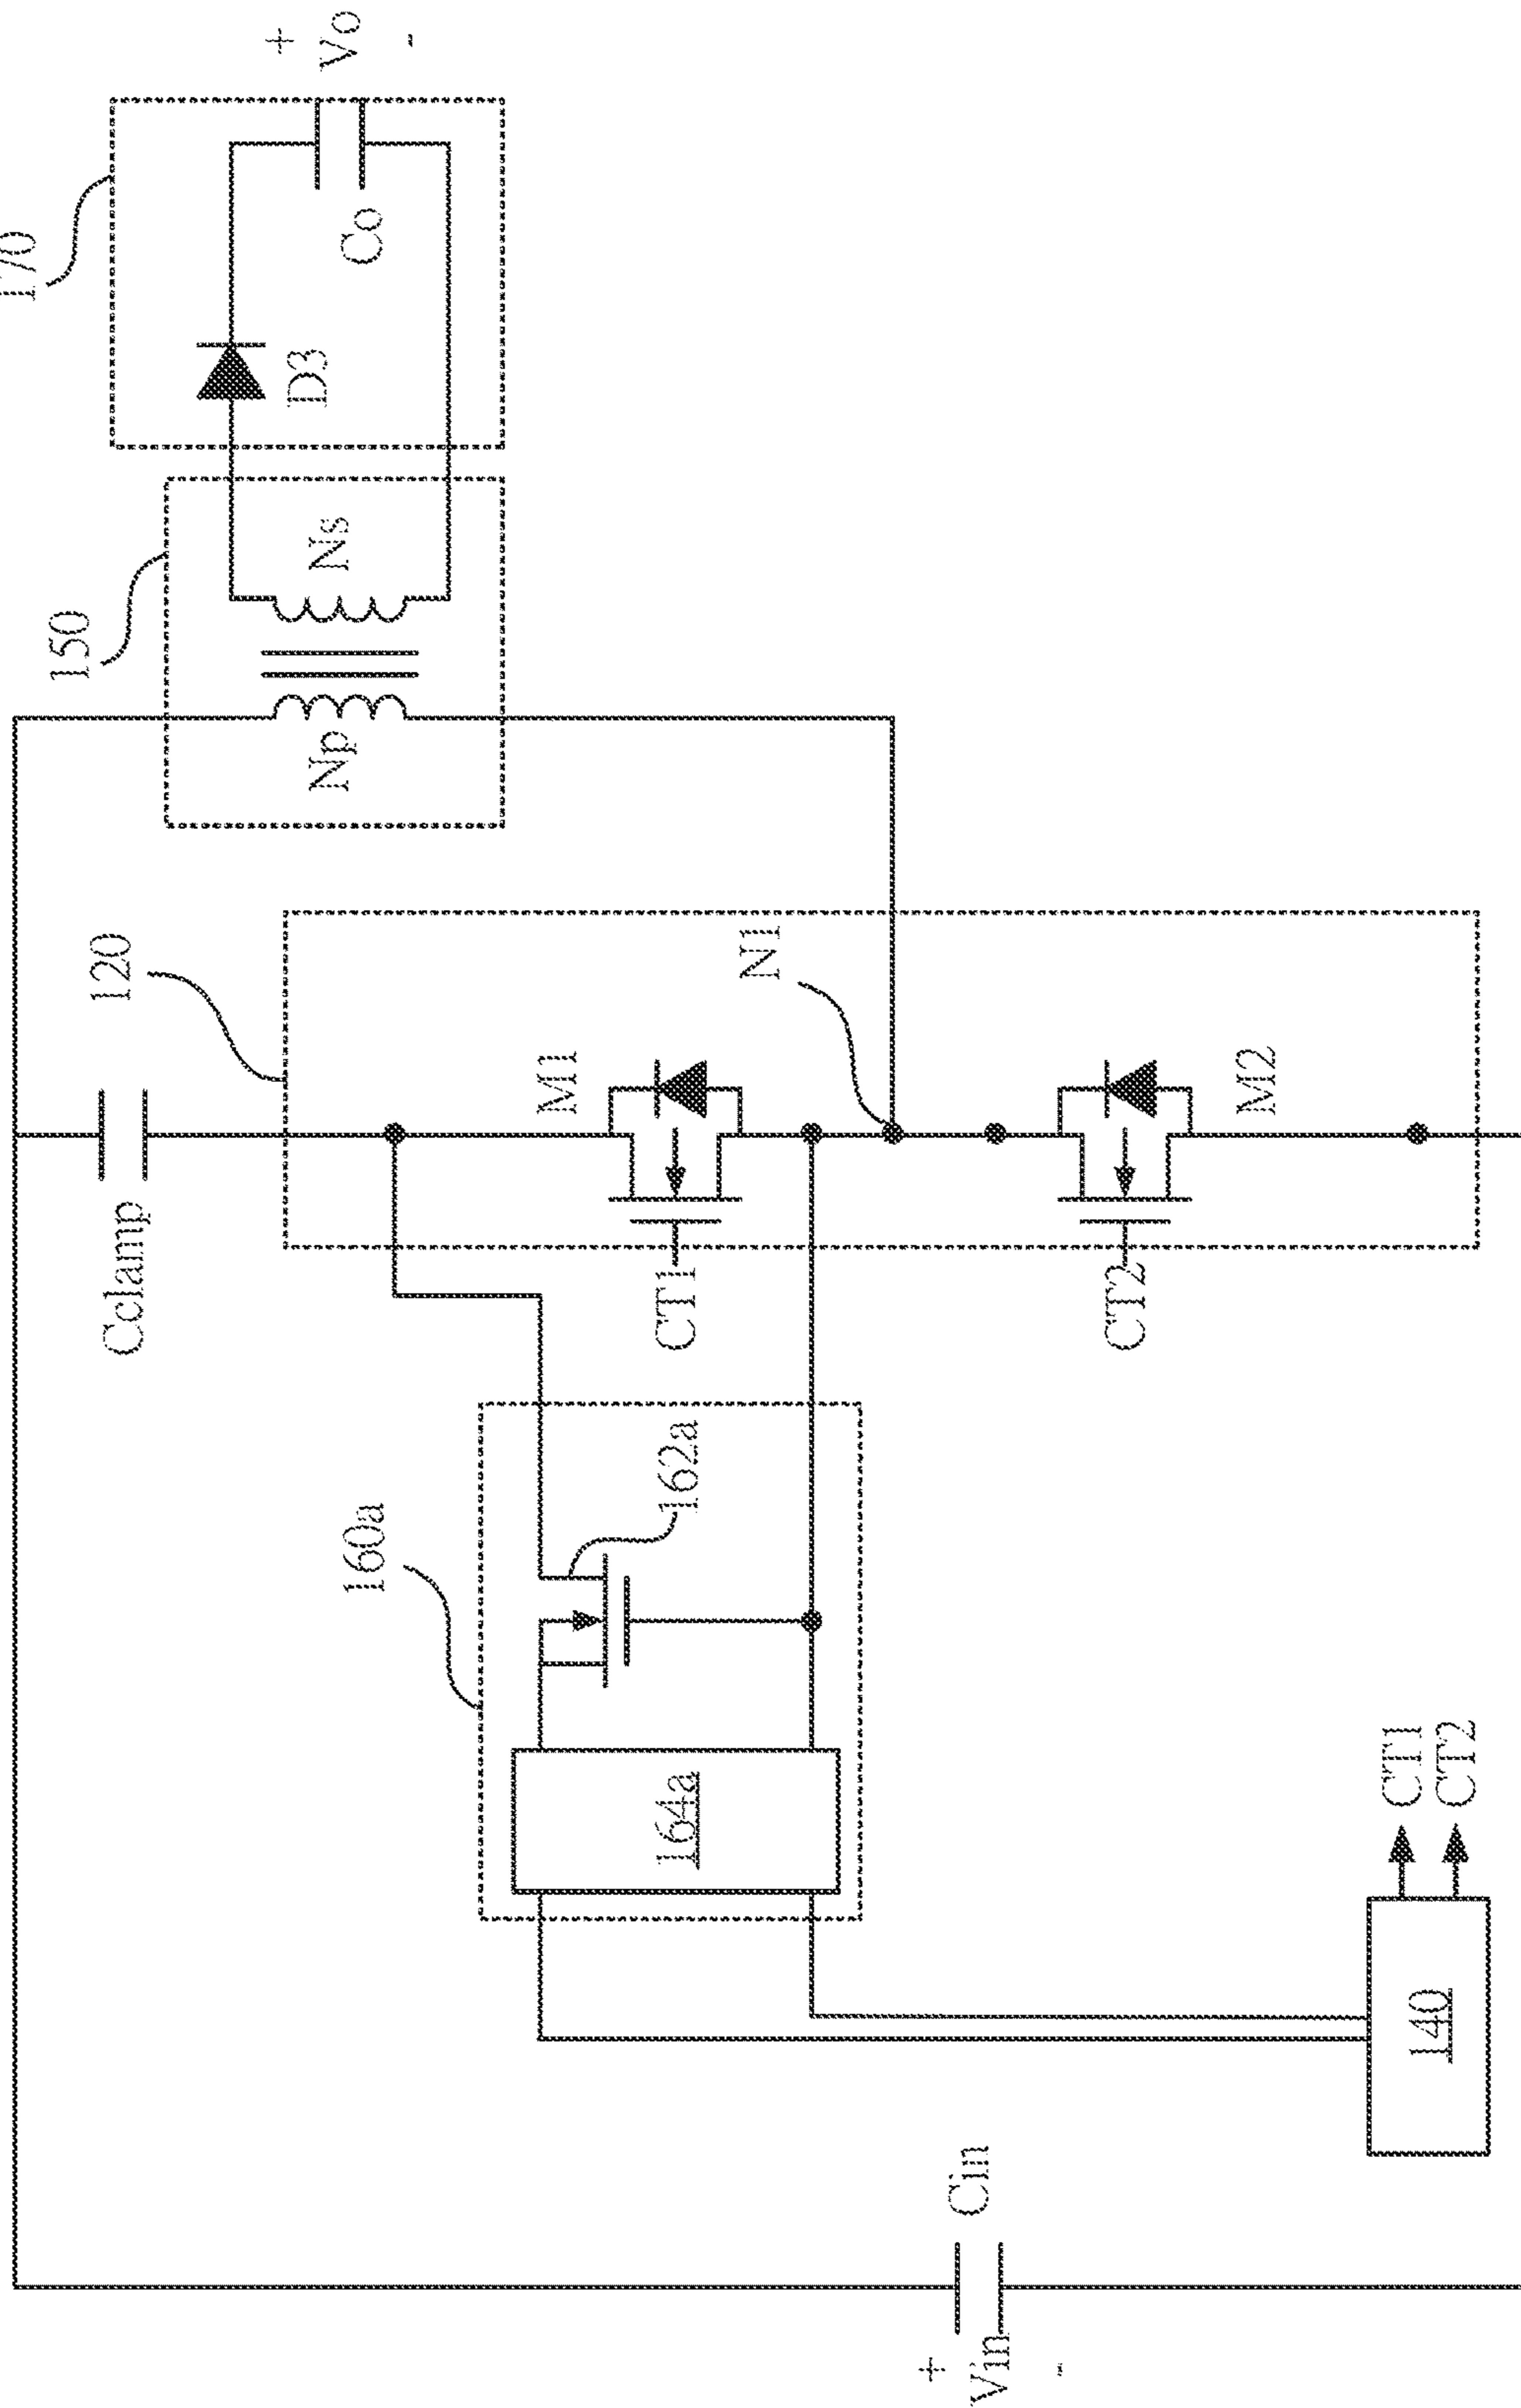 170
+
Vo
-
Co
D3
150
Ns
Np
120
Cclamp
M1
N1
CT1
M2
CT2
160a
162a
164a
CT1
CT2
140
Cin
+
Vin
-